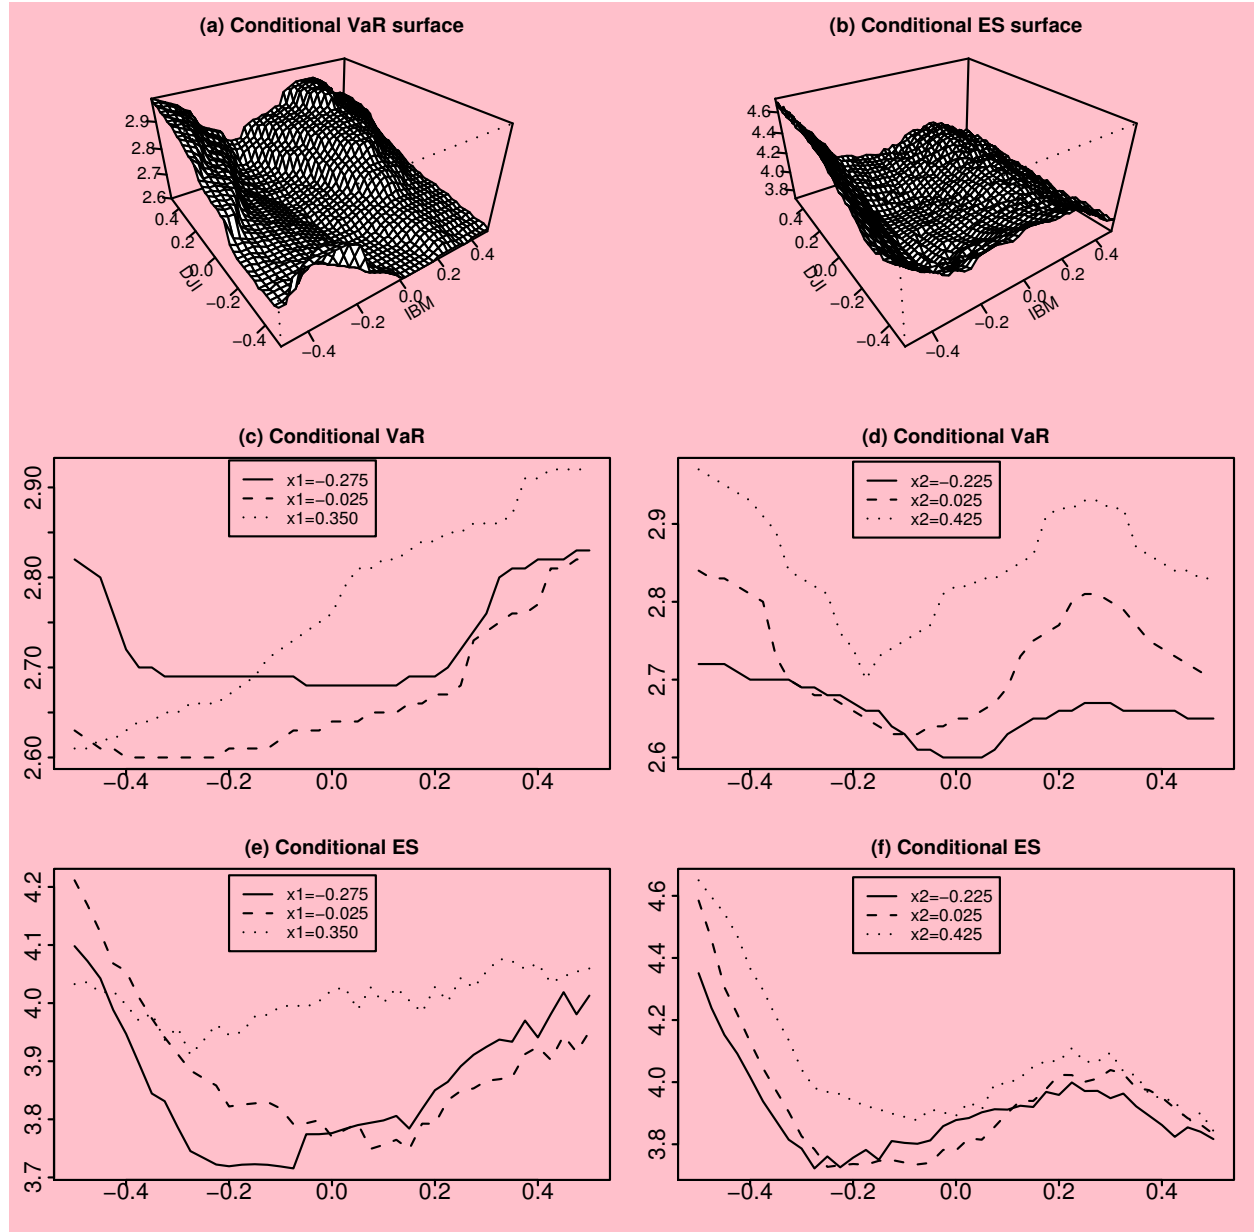 (a) Conditional VaR surface
2.9
2.8
2.7
2.6
0.4
0.2
0.0
−0.2
−0.4
DJI
−0.4
−0.2
0.0
0.2
0.4
IBM
(b) Conditional ES surface
4.6
4.4
4.2
4.0
3.8
0.4
0.2
0.0
−0.2
−0.4
DJI
−0.4
−0.2
0.0
0.2
0.4
IBM
(c) Conditional VaR
x1=−0.275
x1=−0.025
x1=0.350
2.90
2.80
2.70
2.60
−0.4 −0.2 0.0 0.2 0.4
(d) Conditional VaR
x2=−0.225
x2=0.025
x2=0.425
2.9
2.8
2.7
2.6
−0.4 −0.2 0.0 0.2 0.4
(e) Conditional ES
x1=−0.275
x1=−0.025
x1=0.350
4.2
4.1
4.0
3.9
3.8
3.7
−0.4 −0.2 0.0 0.2 0.4
(f) Conditional ES
x2=−0.225
x2=0.025
x2=0.425
4.6
4.4
4.2
4.0
3.8
−0.4 −0.2 0.0 0.2 0.4